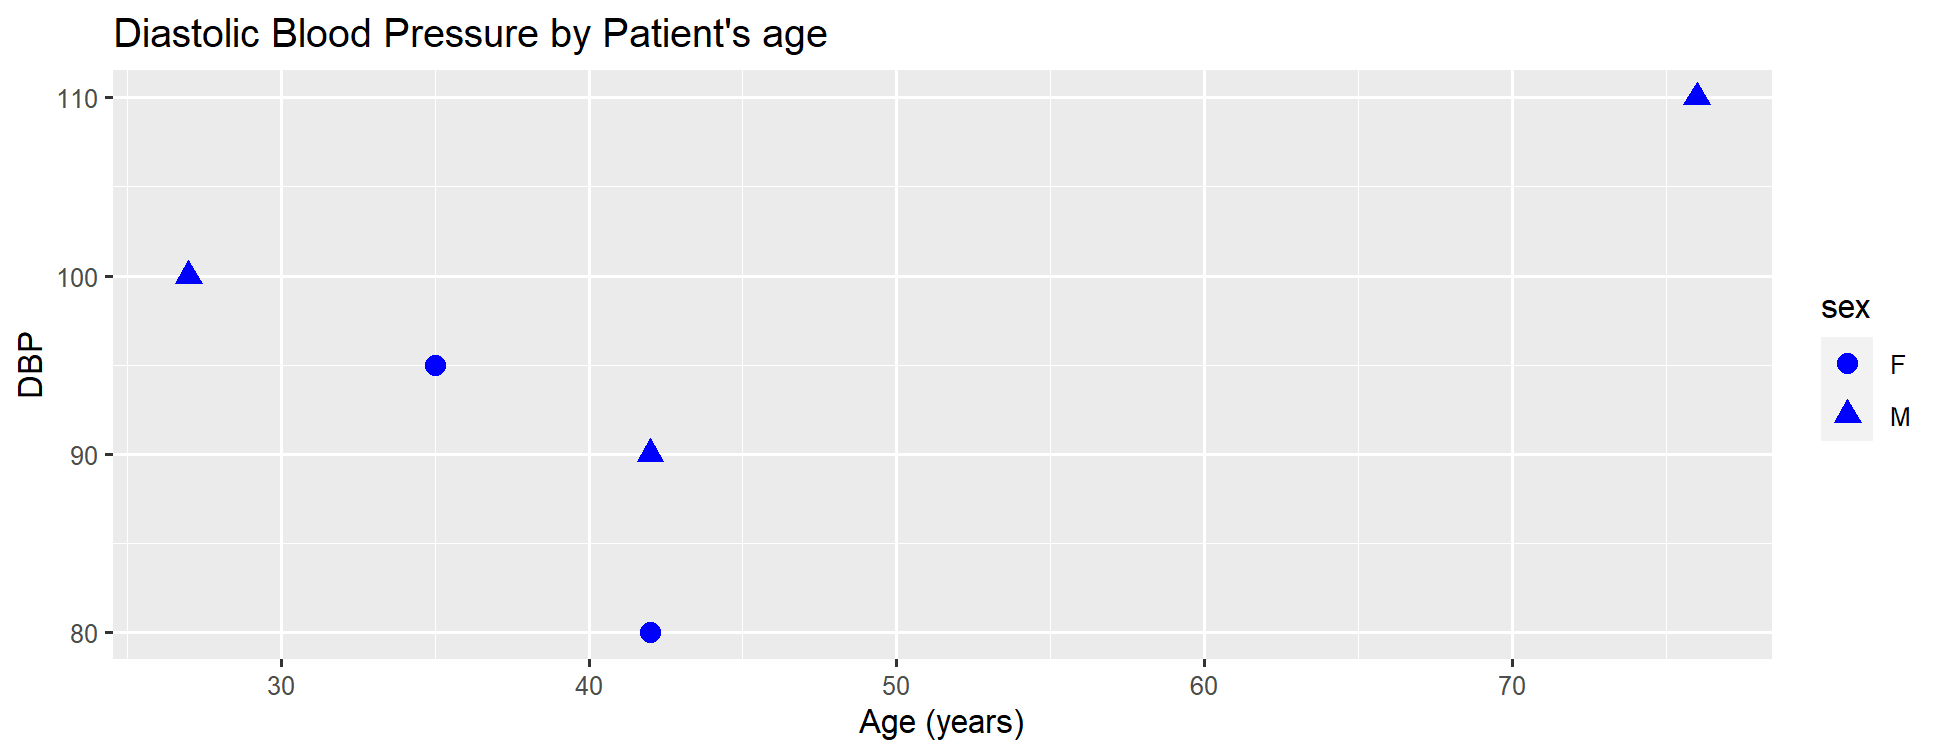 Diastolic Blood Pressure by Patient's age
110
100
90
80
DBP
30 40 50 60 70
Age (years)
sex
F
M